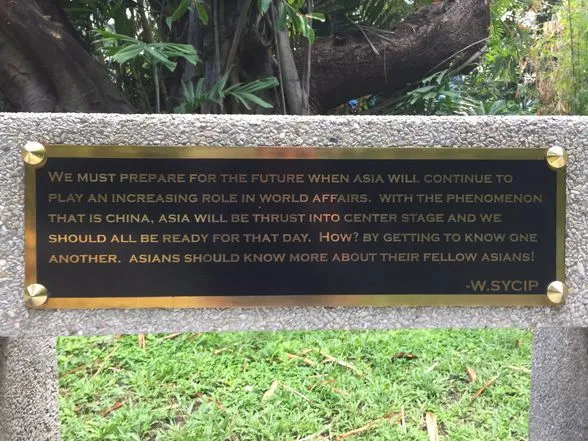 WE MUST PREPARE FOR THE FUTURE WHEN ASIA WILL CONTINUE TO
PLAY AN INCREASING ROLE IN WORLD AFFAIRS. WITH THE PHENOMENON
THAT IS CHINA, ASIA WILL BE THRUST INTO CENTER STAGE AND WE
SHOULD ALL BE READY FOR THAT DAY. HOW? BY GETTING TO KNOW ONE
ANOTHER. ASIANS SHOULD KNOW MORE ABOUT THEIR FELLOW ASIANS!
-W.SYCIP